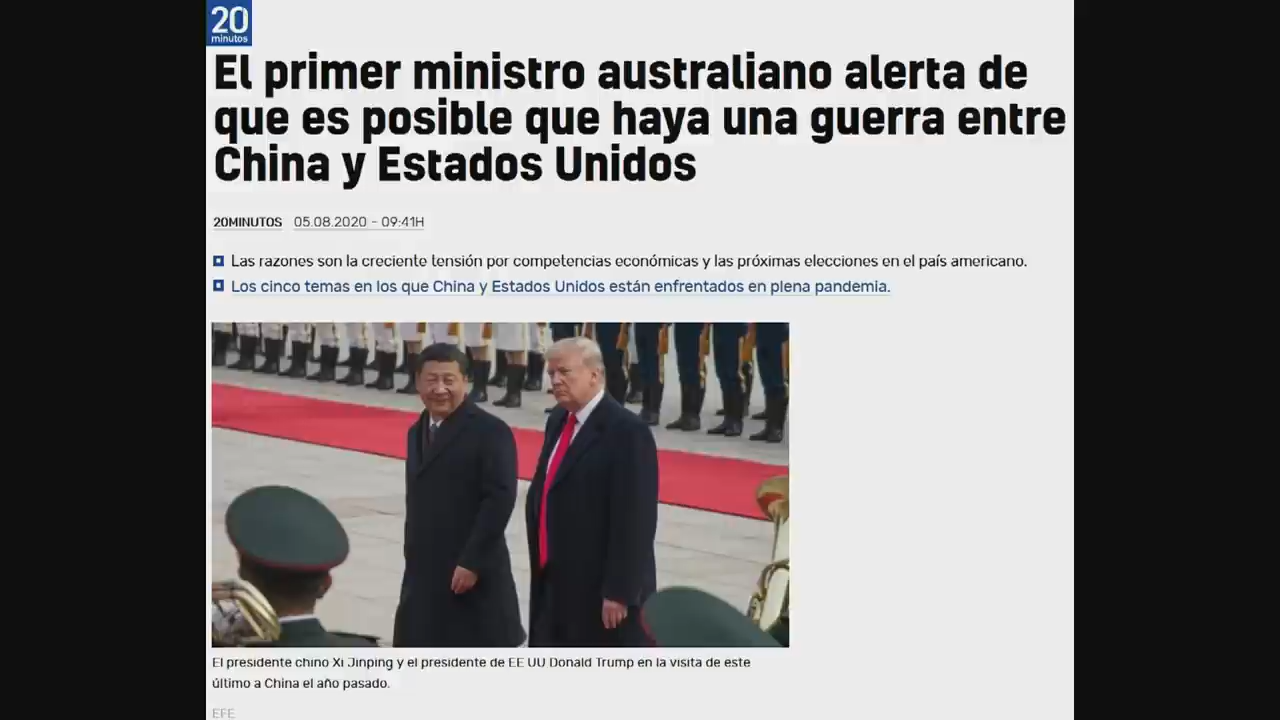 20
minutos
El primer ministro australiano alerta de
que es posible que haya una guerra entre
China y Estados Unidos
20MINUTOS 05.08.2020 - 09:41H
Las razones son la creciente tensión por competencias económicas y las próximas elecciones en el país americano.
Los cinco temas en los que China y Estados Unidos están enfrentados en plena pandemia.
El presidente chino Xi Jinping y el presidente de EE UU Donald Trump en la visita de este
último a China el año pasado.
EFE